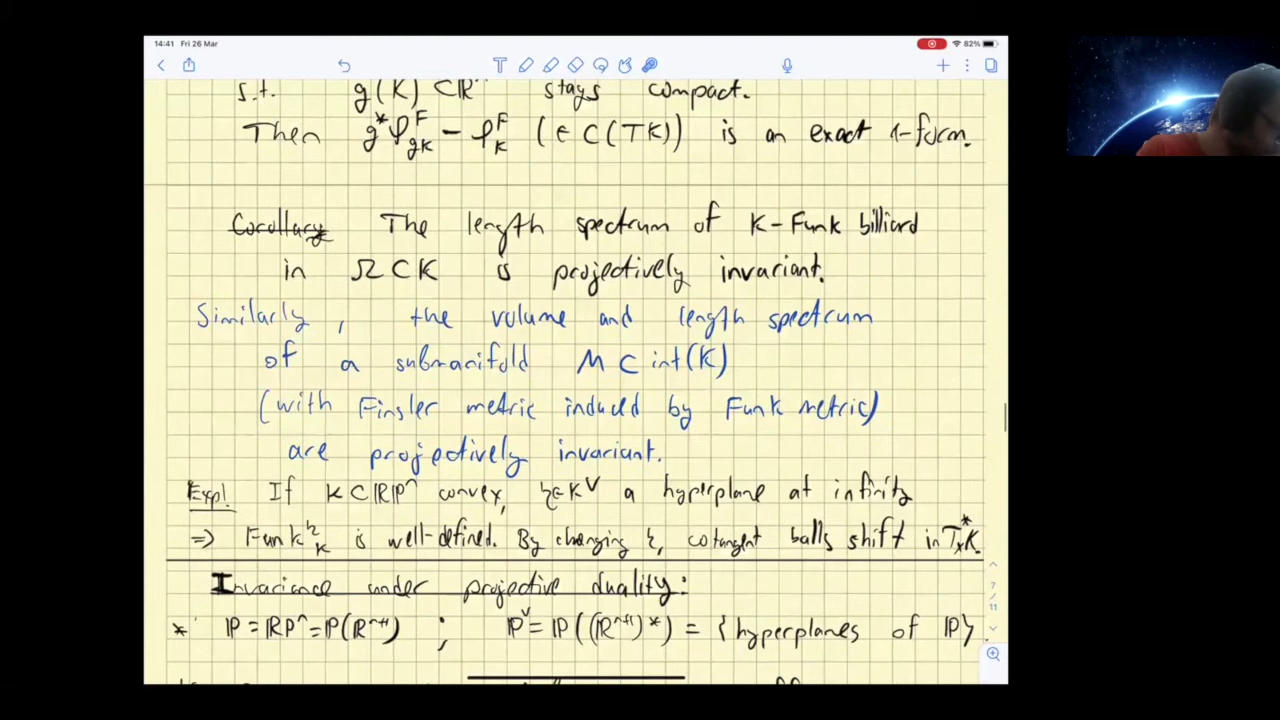 14:41 Fri 26 Mar
82%
s.t. g(K) ⊂ ℝⁿ stays compact.
Then g*φ^F_{gK} − φ^F_K (∈ C(TK)) is an exact 1-form.
Corollary The length spectrum of K-Funk billiard
in Ω ⊂ K is projectively invariant.
Similarly, the volume and length spectrum
of a submanifold M ⊂ int(K)
(with Finsler metric induced by Funk metric)
are projectively invariant.
Expl: If K ⊂ ℝPⁿ convex, η ∈ K^∨ a hyperplane at infinity
⇒ Funk^η_K is well-defined. By changing η, cotangent balls shift in T*_xK.
Invariance under projective duality:
* ℙ = ℝPⁿ = ℙ(ℝⁿ⁺¹) ; ℙ^∨ = ℙ((ℝⁿ⁺¹)*) = {hyperplanes of ℙ}.
7
/
11